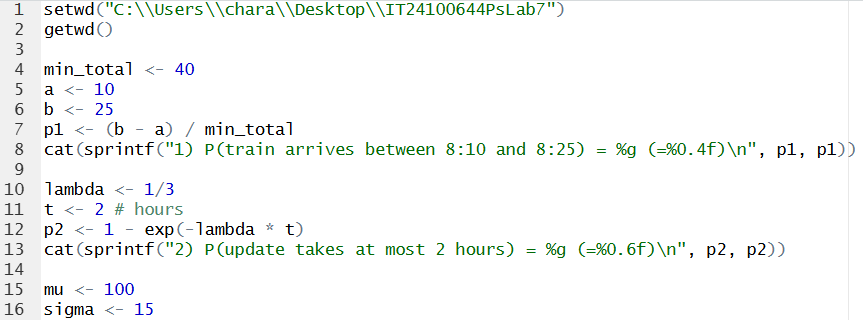 1 setwd("C:\\Users\\chara\\Desktop\\IT24100644PsLab7")
2 getwd()
3
4 min_total <- 40
5 a <- 10
6 b <- 25
7 p1 <- (b - a) / min_total
8 cat(sprintf("1) P(train arrives between 8:10 and 8:25) = %g (=%0.4f)\n", p1, p1))
9
10 lambda <- 1/3
11 t <- 2 # hours
12 p2 <- 1 - exp(-lambda * t)
13 cat(sprintf("2) P(update takes at most 2 hours) = %g (=%0.6f)\n", p2, p2))
14
15 mu <- 100
16 sigma <- 15